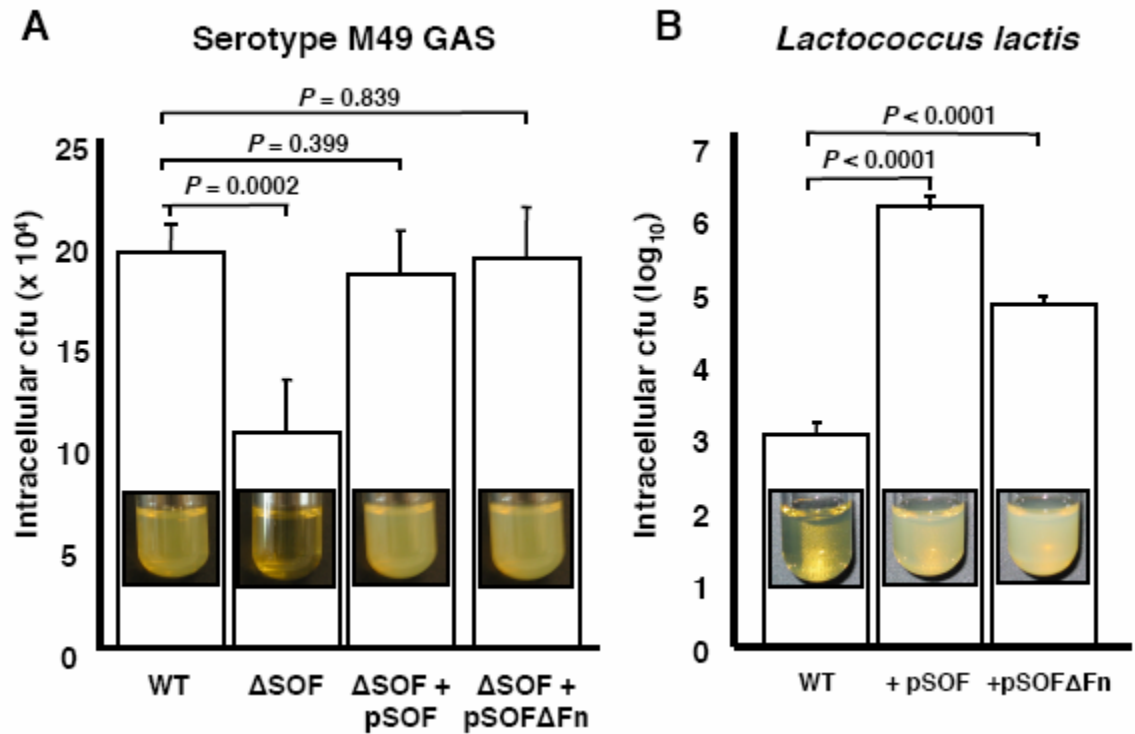 A
Serotype M49 GAS
P = 0.839
P = 0.399
P = 0.0002
Intracellular cfu (x 10⁴)
25
20
15
10
5
0
WT
ΔSOF
ΔSOF +
pSOF
ΔSOF +
pSOFΔFn
B
Lactococcus lactis
P < 0.0001
P < 0.0001
Intracellular cfu (log₁₀)
7
6
5
4
3
2
1
0
WT
+ pSOF
+pSOFΔFn